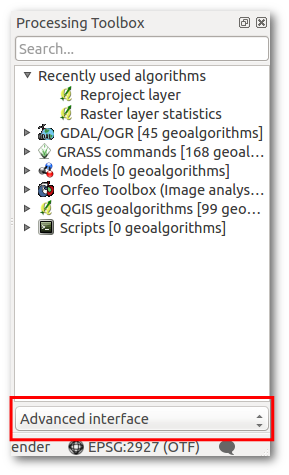 Processing Toolbox
Search...
Recently used algorithms
Reproject layer
Raster layer statistics
GDAL/OGR [45 geoalgorithms]
GRASS commands [168 geoal...
Models [0 geoalgorithms]
Orfeo Toolbox (Image analys...
QGIS geoalgorithms [99 geo...
Scripts [0 geoalgorithms]
Advanced interface
ender EPSG:2927 (OTF)